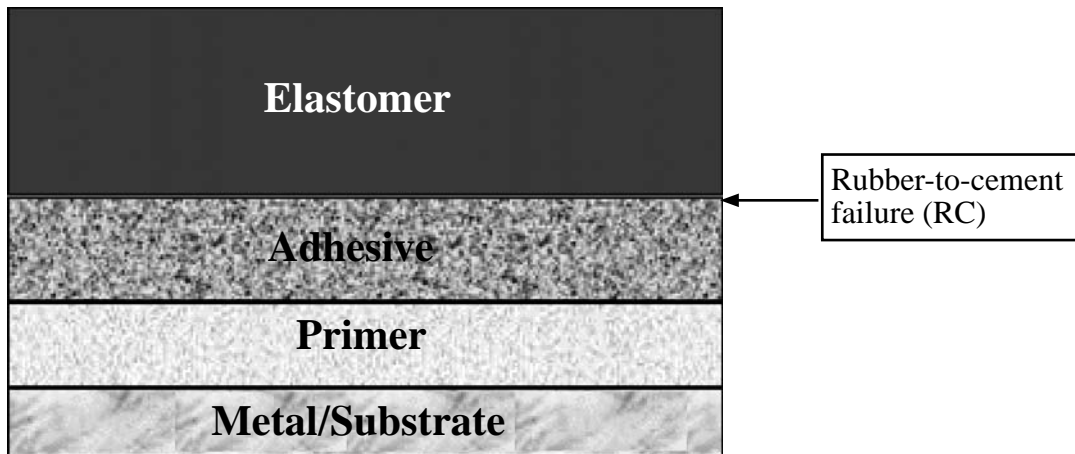 Elastomer
Rubber-to-cement
failure (RC)
Adhesive
Primer
Metal/Substrate